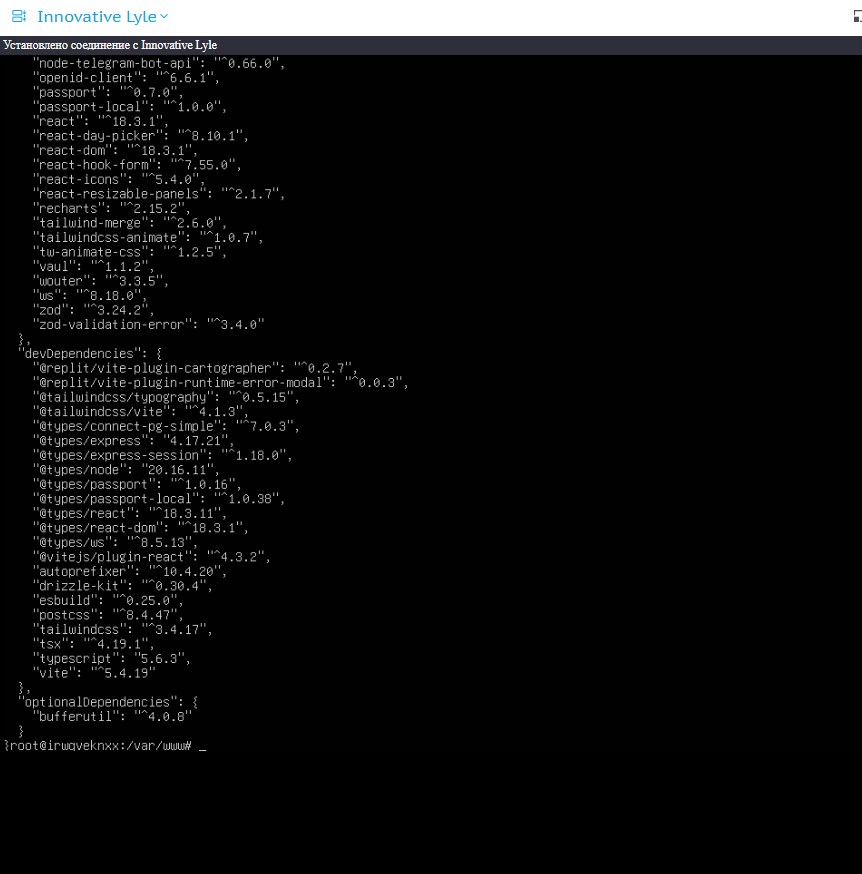 Innovative Lyle
Установлено соединение с Innovative Lyle
"node-telegram-bot-api": "^0.66.0",
"openid-client": "^6.6.1",
"passport": "^0.7.0",
"passport-local": "^1.0.0",
"react": "^18.3.1",
"react-day-picker": "^8.10.1",
"react-dom": "^18.3.1",
"react-hook-form": "^7.55.0",
"react-icons": "^5.4.0",
"react-resizable-panels": "^2.1.7",
"recharts": "^2.15.2",
"tailwind-merge": "^2.6.0",
"tailwindcss-animate": "^1.0.7",
"tw-animate-css": "^1.2.5",
"vaul": "^1.1.2",
"wouter": "^3.3.5",
"ws": "^8.18.0",
"zod": "^3.24.2",
"zod-validation-error": "^3.4.0"
},
"devDependencies": {
"@replit/vite-plugin-cartographer": "^0.2.7",
"@replit/vite-plugin-runtime-error-modal": "^0.0.3",
"@tailwindcss/typography": "^0.5.15",
"@tailwindcss/vite": "^4.1.3",
"@types/connect-pg-simple": "^7.0.3",
"@types/express": "4.17.21",
"@types/express-session": "^1.18.0",
"@types/node": "20.16.11",
"@types/passport": "^1.0.16",
"@types/passport-local": "^1.0.38",
"@types/react": "^18.3.11",
"@types/react-dom": "^18.3.1",
"@types/ws": "^8.5.13",
"@vitejs/plugin-react": "^4.3.2",
"autoprefixer": "^10.4.20",
"drizzle-kit": "^0.30.4",
"esbuild": "^0.25.0",
"postcss": "^8.4.47",
"tailwindcss": "^3.4.17",
"tsx": "^4.19.1",
"typescript": "5.6.3",
"vite": "^5.4.19"
},
"optionalDependencies": {
"bufferutil": "^4.0.8"
}
}root@irwqveknxx:/var/www# _